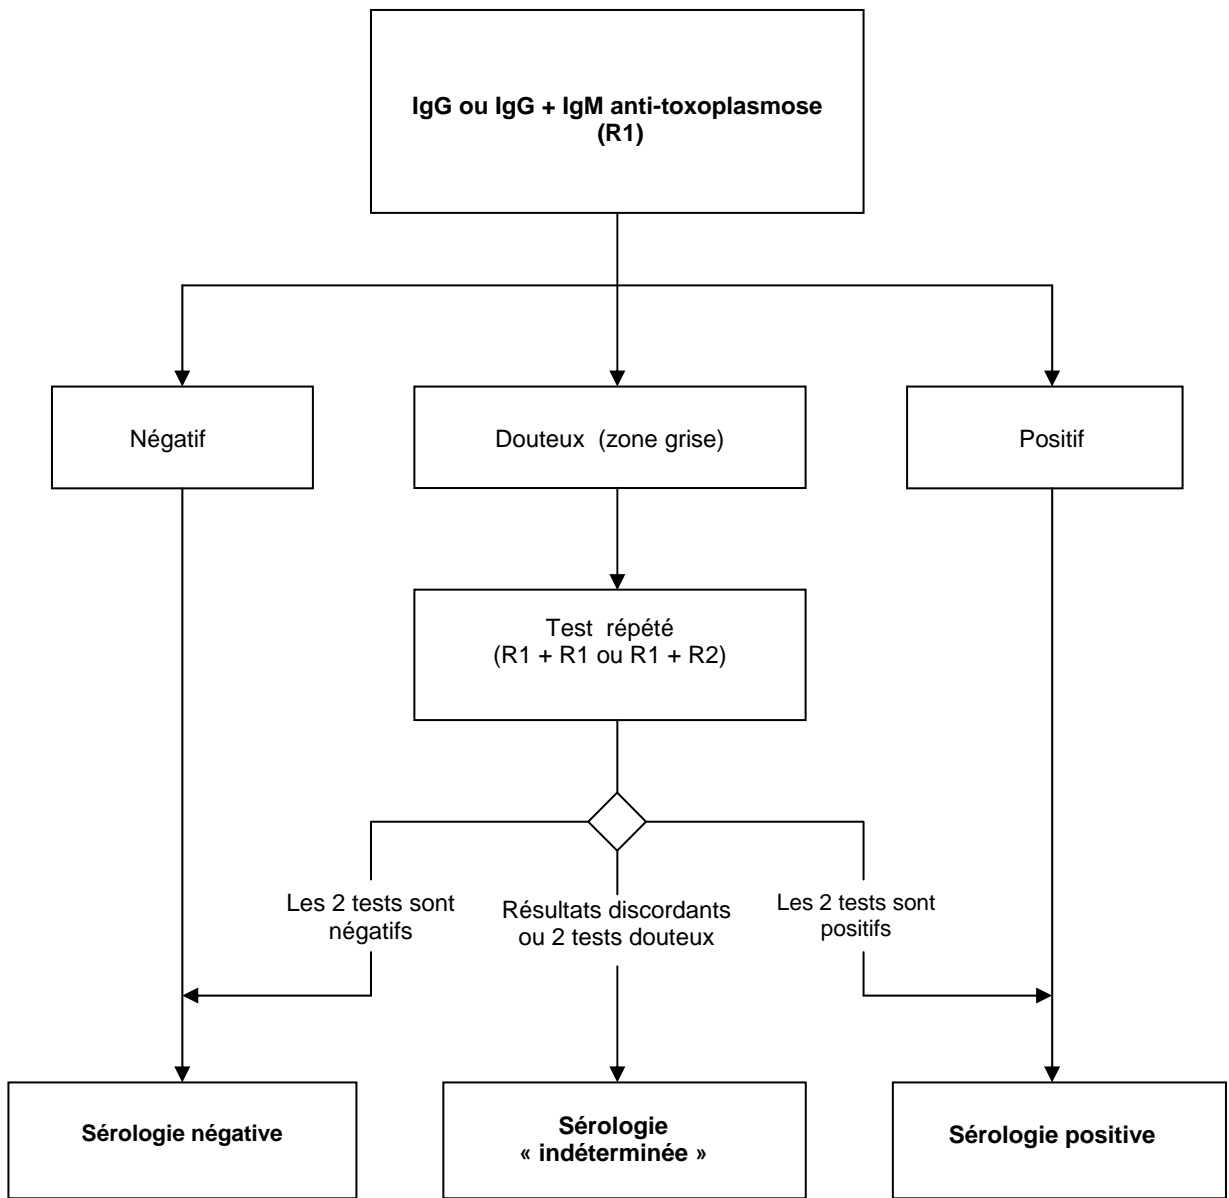 IgG ou IgG + IgM anti-toxoplasmose
(R1)
Négatif
Douteux (zone grise)
Positif
Test répété
(R1 + R1 ou R1 + R2)
Les 2 tests sont
négatifs
Résultats discordants
ou 2 tests douteux
Les 2 tests sont
positifs
Sérologie négative
Sérologie
« indéterminée »
Sérologie positive